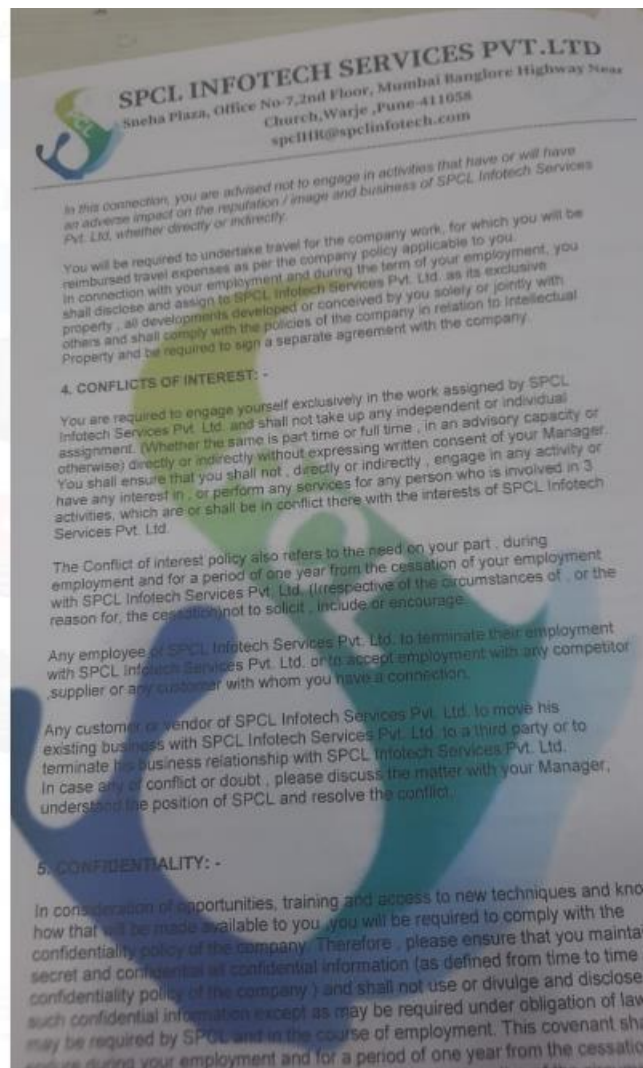 SPCL
SPCL INFOTECH SERVICES PVT.LTD
Sneha Plaza, Office No-7,2nd Floor, Mumbai Banglore Highway Near
Church,Warje ,Pune-411058
spclHR@spclinfotech.com
In this connection, you are advised not to engage in activities that have or will have
an adverse impact on the reputation / image and business of SPCL Infotech Services
Pvt. Ltd, whether directly or indirectly.
You will be required to undertake travel for the company work, for which you will be
reimbursed travel expenses as per the company policy applicable to you.
In connection with your employment and during the term of your employment, you
shall disclose and assign to SPCL Infotech Services Pvt. Ltd. as its exclusive
property , all developments developed or conceived by you solely or jointly with
others and shall comply with the policies of the company in relation to Intellectual
Property and be required to sign a separate agreement with the company.
4. CONFLICTS OF INTEREST: -
You are required to engage yourself exclusively in the work assigned by SPCL
Infotech Services Pvt. Ltd. and shall not take up any independent or individual
assignment. (Whether the same is part time or full time , in an advisory capacity or
otherwise) directly or indirectly without expressing written consent of your Manager.
You shall ensure that you shall not , directly or indirectly , engage in any activity or
have any interest in , or perform any services for any person who is involved in 3
activities, which are or shall be in conflict there with the interests of SPCL Infotech
Services Pvt. Ltd.
The Conflict of interest policy also refers to the need on your part , during
employment and for a period of one year from the cessation of your employment
with SPCL Infotech Services Pvt. Ltd. (Irrespective of the circumstances of , or the
reason for, the cessation)not to solicit , include or encourage
Any employee of SPCL Infotech Services Pvt. Ltd. to terminate their employment
with SPCL Infotech Services Pvt. Ltd. or to accept employment with any competitor
,supplier or any customer with whom you have a connection.
Any customer or vendor of SPCL Infotech Services Pvt. Ltd. to move his
existing business with SPCL Infotech Services Pvt. Ltd. to a third party or to
terminate his business relationship with SPCL Infotech Services Pvt. Ltd.
In case any of conflict or doubt , please discuss the matter with your Manager,
understand the position of SPCL and resolve the conflict.
5. CONFIDENTIALITY: -
In consideration of opportunities, training and access to new techniques and kno
how that will be made available to you ,you will be required to comply with the
confidentiality policy of the company. Therefore , please ensure that you mainta
secret and confidential all confidential information (as defined from time to time
confidentiality policy of the company ) and shall not use or divulge and disclose
such confidential information except as may be required under obligation of law
may be required by SPCL and in the course of employment. This covenant sha
during your employment and for a period of one year from the cessatio